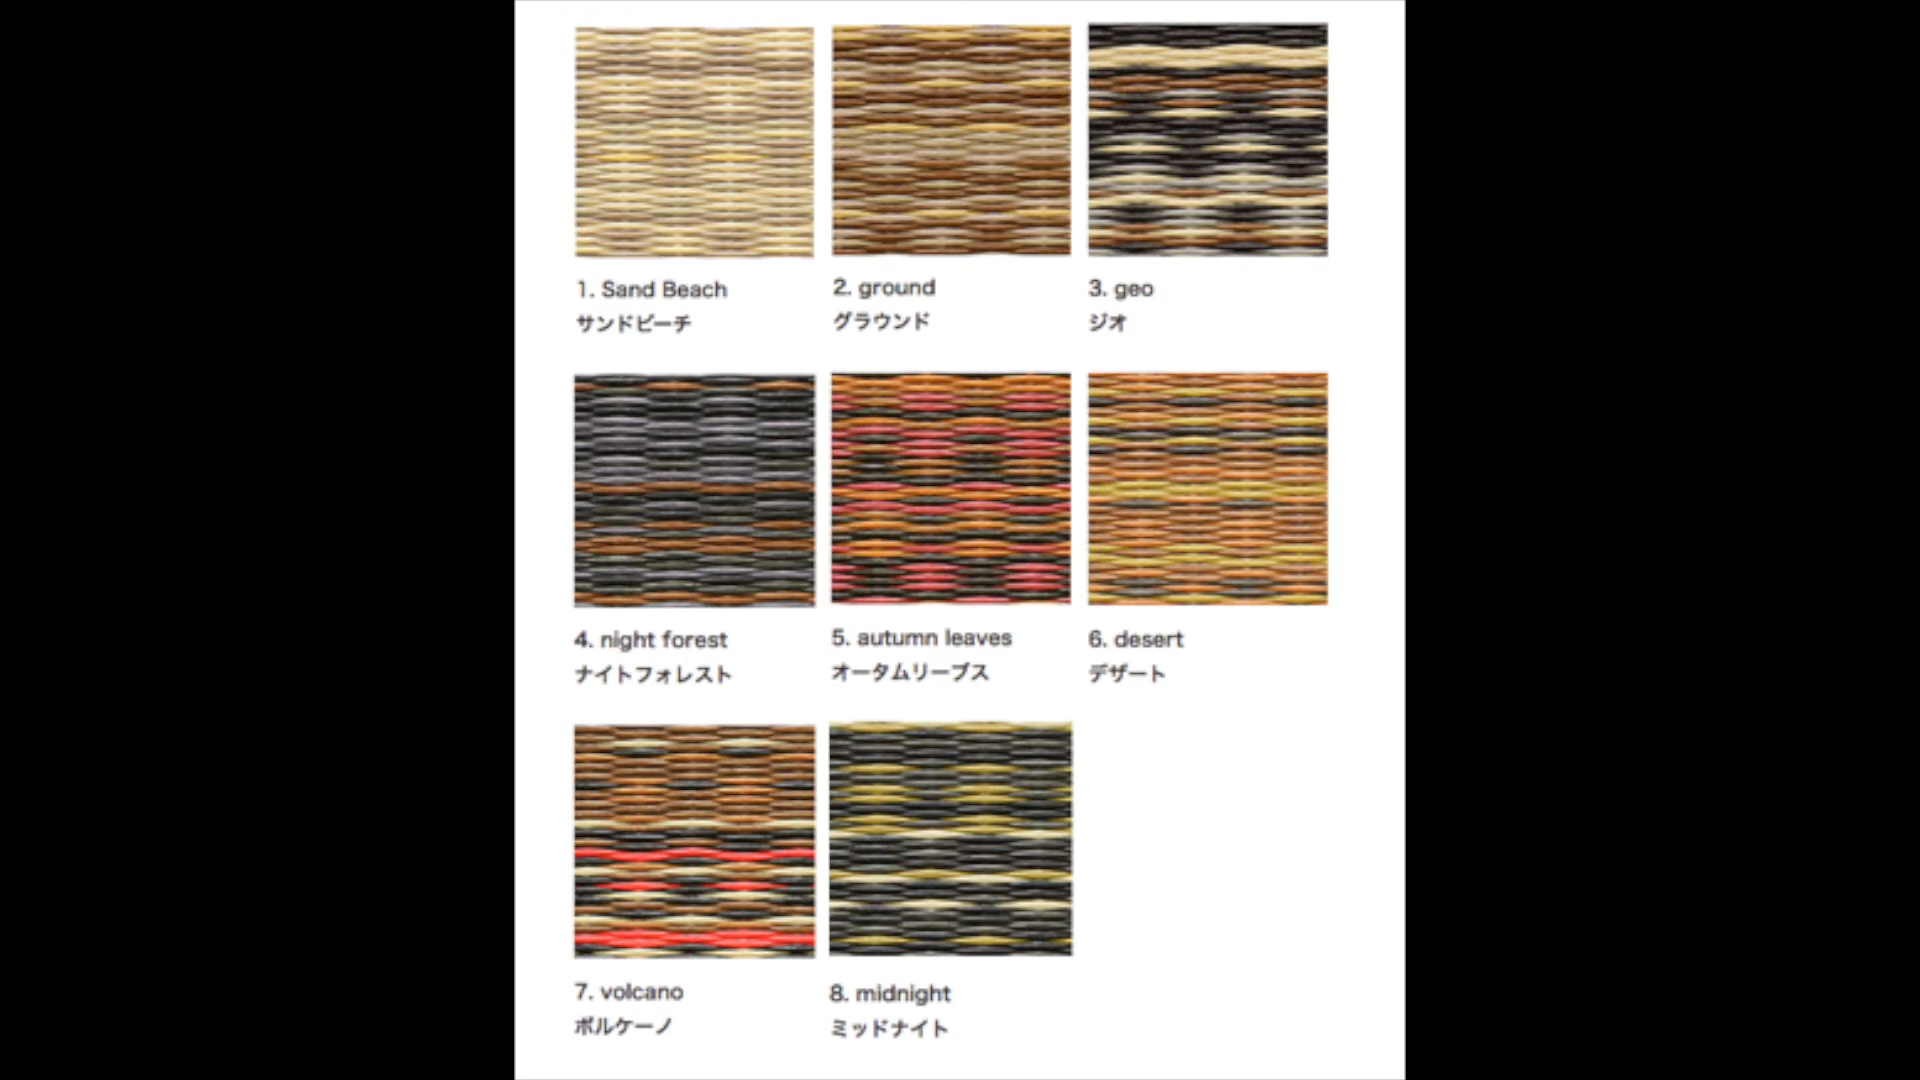 1. Sand Beach
サンドビーチ
2. ground
グラウンド
3. geo
ジオ
4. night forest
ナイトフォレスト
5. autumn leaves
オータムリーブス
6. desert
デザート
7. volcano
ボルケーノ
8. midnight
ミッドナイト